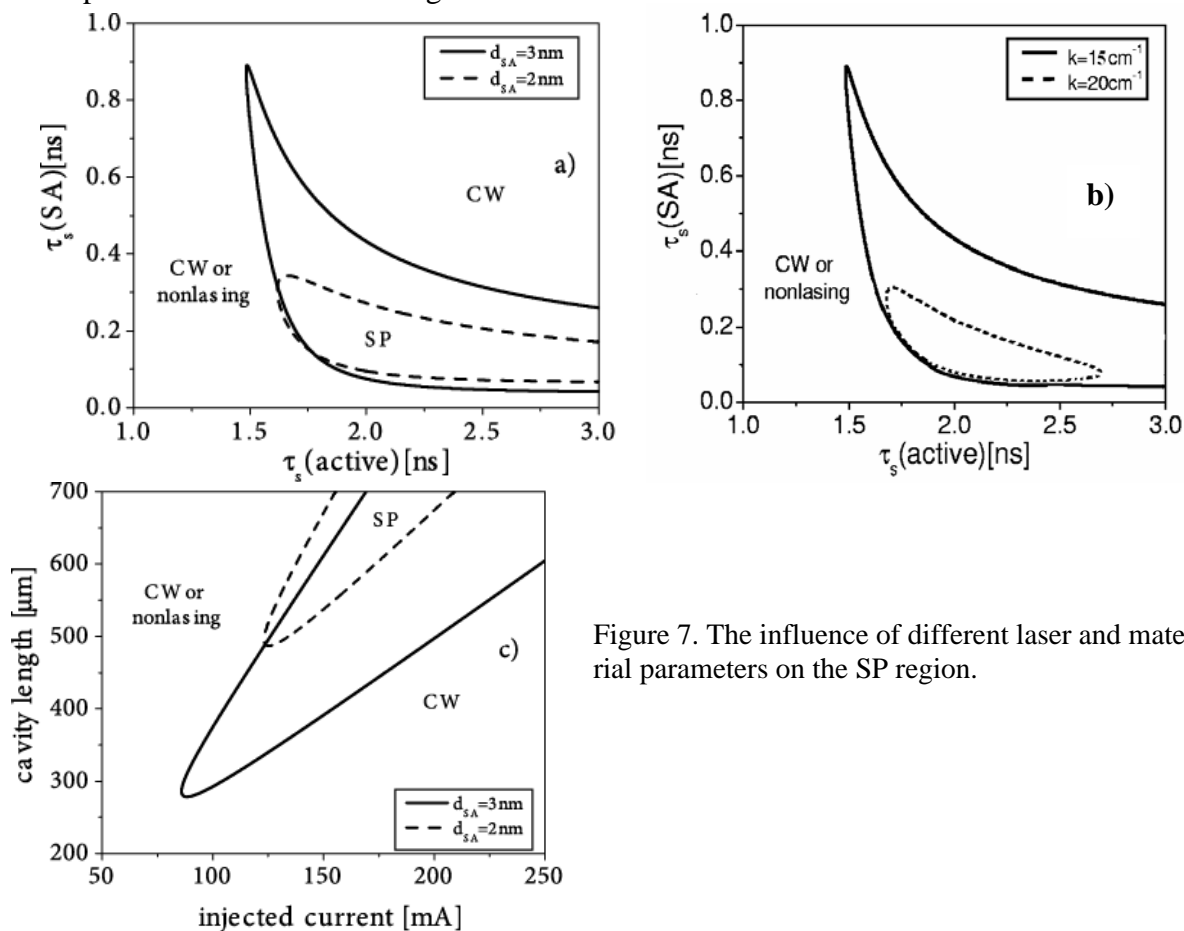 1.0
0.8
0.6
0.4
0.2
0.0
τs(SA)[ns]
dSA=3nm
dSA=2nm
a)
CW
CW or
nonlasing
SP
1.0 1.5 2.0 2.5 3.0
τs(active)[ns]
1.0
0.8
0.6
0.4
0.2
0.0
τs(SA)[ns]
k=15cm-1
k=20cm-1
b)
CW or
nonlasing
1.0 1.5 2.0 2.5 3.0
τs(active)[ns]
700
600
500
400
300
200
cavity length [μm]
SP
CW or
nonlasing
c)
CW
dSA=3nm
dSA=2nm
50 100 150 200 250
injected current [mA]
Figure 7. The influence of different laser and mate-
rial parameters on the SP region.